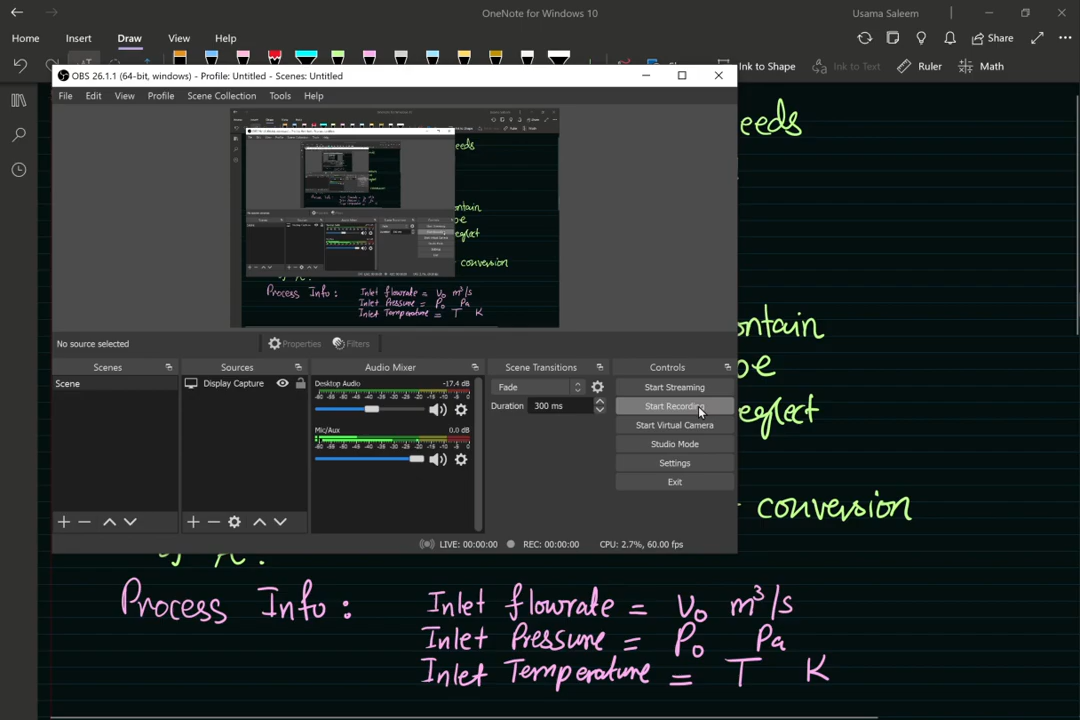 OneNote for Windows 10
Usama Saleem
Home
Insert
Draw
View
Help
Share
Ink to Shape
Ink to Text
Ruler
Math
OBS 26.1.1 (64-bit, windows) - Profile: Untitled - Scenes: Untitled
File
Edit
View
Profile
Scene Collection
Tools
Help
eeds
ntain
be
neglect
conversion
No source selected
Properties
Filters
Scenes
Sources
Audio Mixer
Scene Transitions
Controls
Scene
Display Capture
Desktop Audio
-17.4 dB
Mic/Aux
0.0 dB
Fade
Duration
300 ms
Start Streaming
Start Recording
Start Virtual Camera
Studio Mode
Settings
Exit
LIVE: 00:00:00
REC: 00:00:00
CPU: 2.7%, 60.00 fps
Process Info :
Inlet flowrate = v₀ m³/s
Inlet Pressure = P₀ Pa
Inlet Temperature = T K